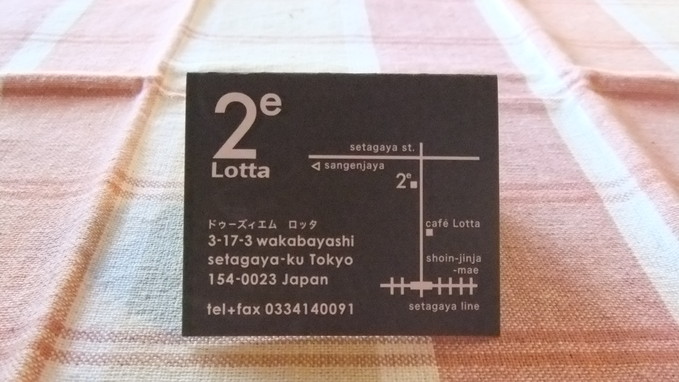 2e
Lotta
ドゥーズィエム ロッタ
3-17-3 wakabayashi
setagaya-ku Tokyo
154-0023 Japan
tel+fax 0334140091
setagaya st.
sangenjaya
2e
café Lotta
shoin-jinja
-mae
setagaya line